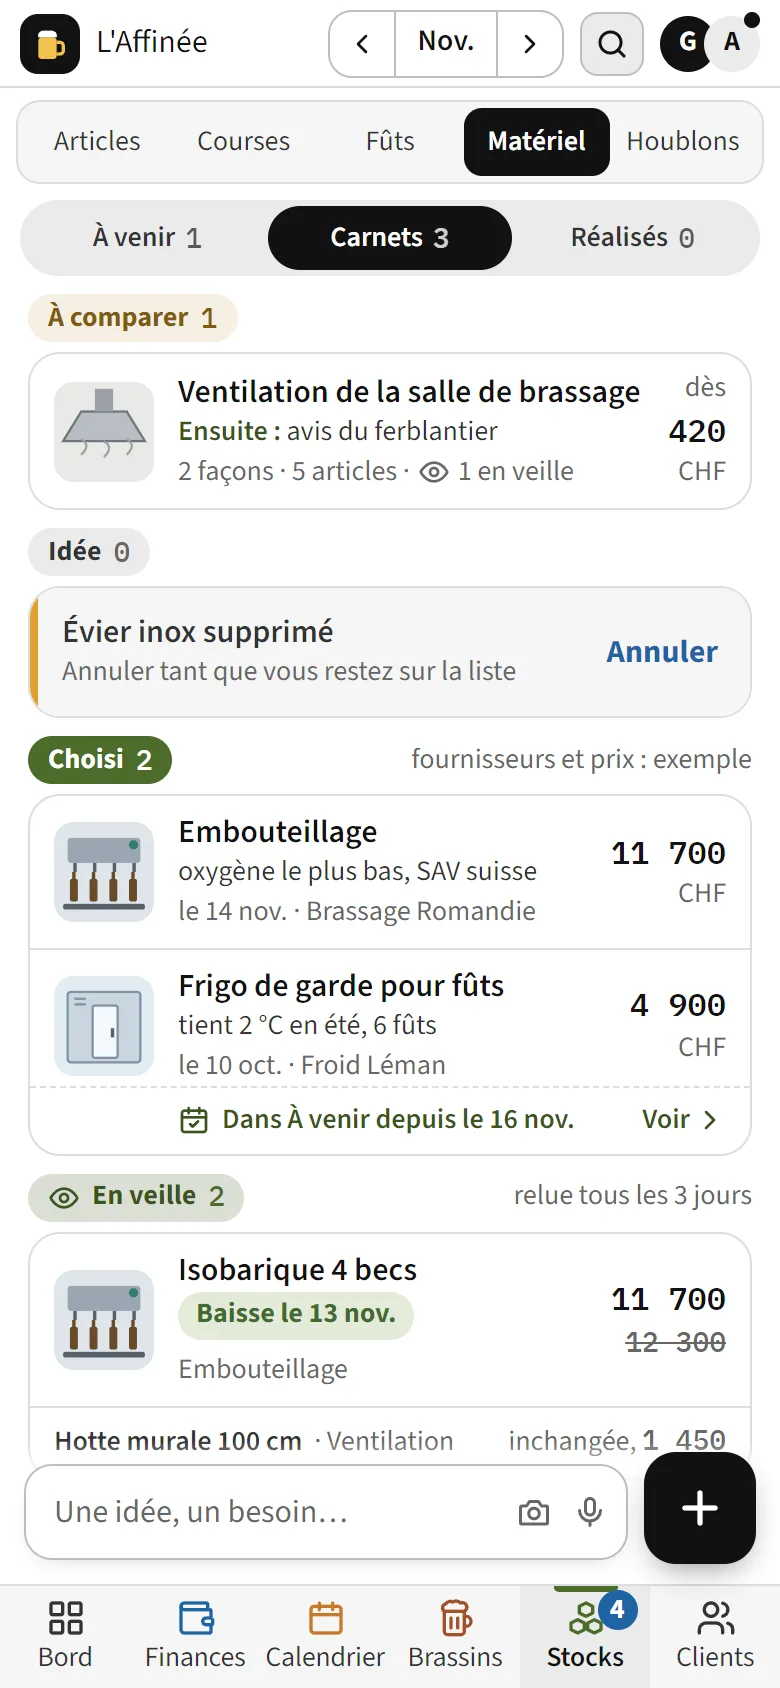 L'Affinée
Nov.
G
A
Articles
Courses
Fûts
Matériel
Houblons
À venir 1
Carnets 3
Réalisés 0
À comparer 1
Ventilation de la salle de brassage
Ensuite : avis du ferblantier
2 façons · 5 articles · 1 en veille
dès
420
CHF
Idée 0
Évier inox supprimé
Annuler tant que vous restez sur la liste
Annuler
Choisi 2
fournisseurs et prix : exemple
Embouteillage
oxygène le plus bas, SAV suisse
le 14 nov. · Brassage Romandie
11 700
CHF
Frigo de garde pour fûts
tient 2 °C en été, 6 fûts
le 10 oct. · Froid Léman
4 900
CHF
Dans À venir depuis le 16 nov.
Voir
En veille 2
relue tous les 3 jours
Isobarique 4 becs
Baisse le 13 nov.
Embouteillage
11 700
12 300
Hotte murale 100 cm · Ventilation
inchangée, 1 450
Une idée, un besoin…
Bord
Finances
Calendrier
Brassins
Stocks
4
Clients